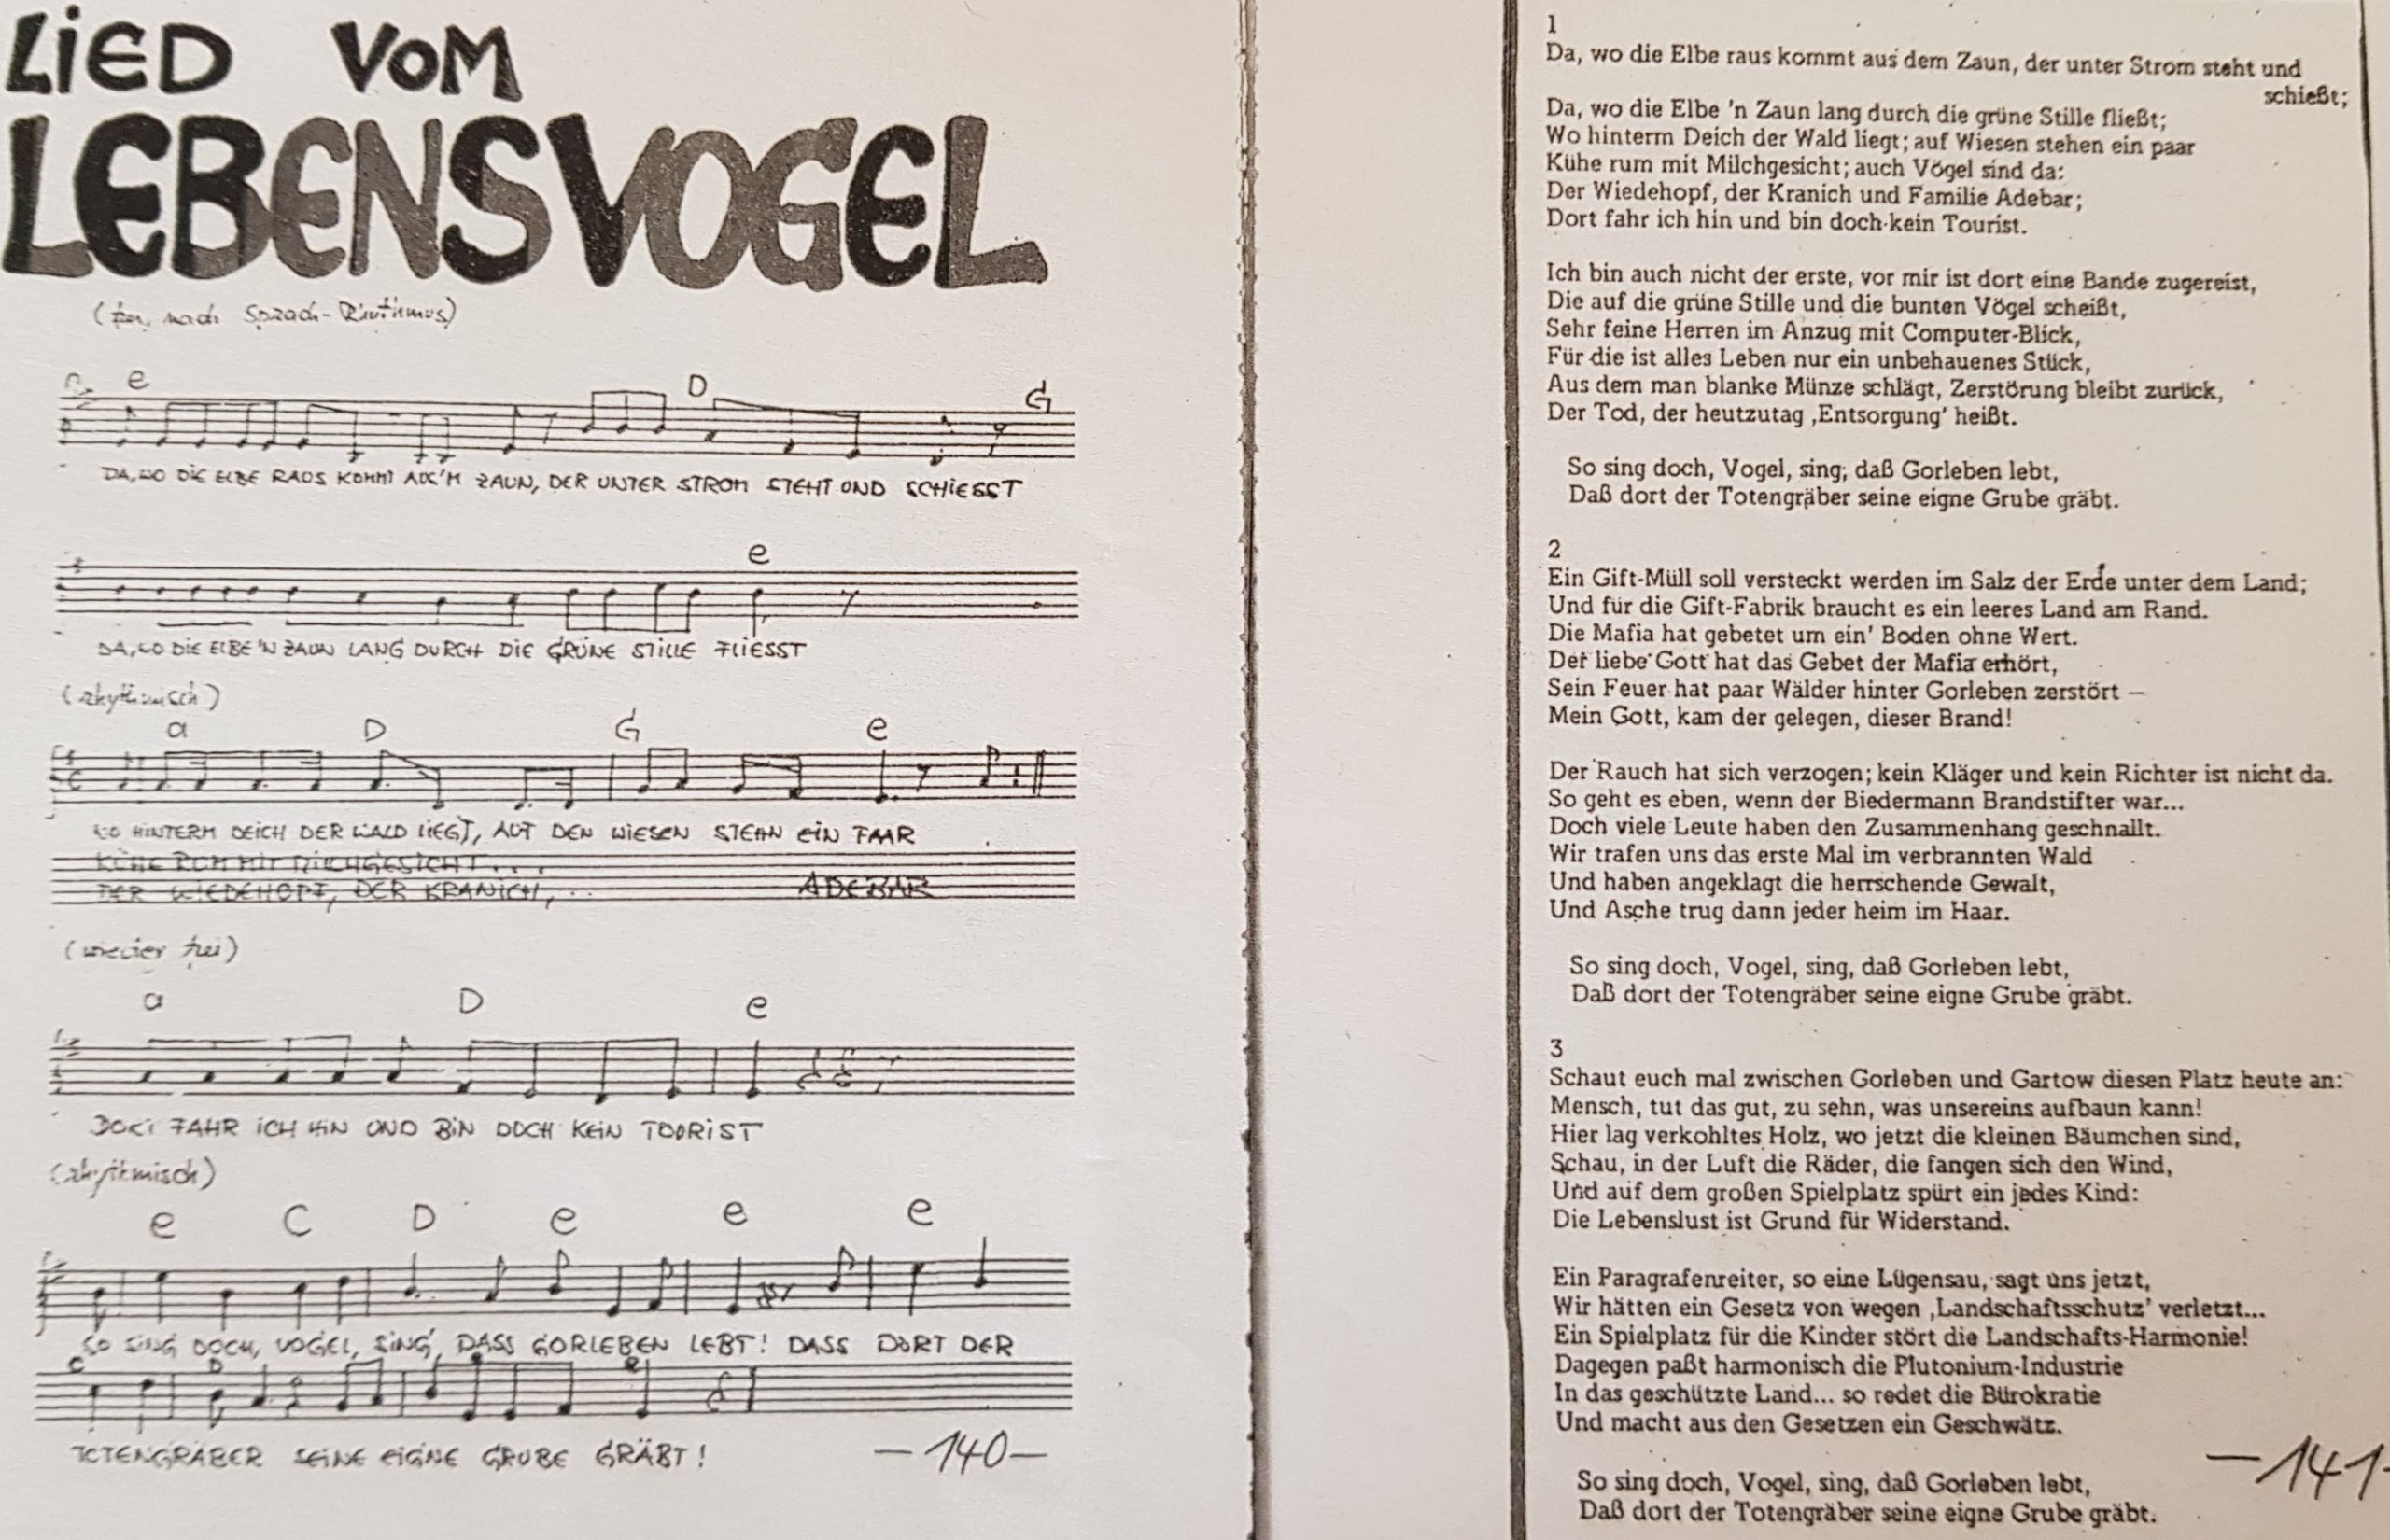 LiED VOM
LEBENSVOGEL
(frei, nach Sprach-Rhythmus)
e D G
DA, WO DIE ELBE RAUS KOMMT AUS'M ZAUN, DER UNTER STROM STEHT UND SCHIESST
e
DA, WO DIE ELBE 'N ZAUN LANG DURCH DIE GRÜNE STILLE FLIESST
(rhythmisch)
a D G e
WO HINTERM DEICH DER WALD LIEGT, AUF DEN WIESEN STEHN EIN PAAR
KÜHE RUM MIT MILCHGESICHT...
DER WIEDEHOPF, DER KRANICH, ... ADEBAR
(wieder frei)
a D e
DORT FAHR ICH HIN UND BIN DOCH KEIN TOURIST
(rhythmisch)
e C D e e e
SO SING DOCH, VOGEL, SING, DASS GORLEBEN LEBT! DASS DORT DER
C D e
TOTENGRÄBER SEINE EIGNE GRUBE GRÄBT!
—140—
1
Da, wo die Elbe raus kommt aus dem Zaun, der unter Strom steht und
schießt;
Da, wo die Elbe 'n Zaun lang durch die grüne Stille fließt;
Wo hinterm Deich der Wald liegt; auf Wiesen stehen ein paar
Kühe rum mit Milchgesicht; auch Vögel sind da:
Der Wiedehopf, der Kranich und Familie Adebar;
Dort fahr ich hin und bin doch kein Tourist.
Ich bin auch nicht der erste, vor mir ist dort eine Bande zugereist,
Die auf die grüne Stille und die bunten Vögel scheißt,
Sehr feine Herren im Anzug mit Computer-Blick,
Für die ist alles Leben nur ein unbehauenes Stück,
Aus dem man blanke Münze schlägt, Zerstörung bleibt zurück,
Der Tod, der heutzutag ‚Entsorgung' heißt.
So sing doch, Vogel, sing; daß Gorleben lebt,
Daß dort der Totengräber seine eigne Grube gräbt.
2
Ein Gift-Müll soll versteckt werden im Salz der Erde unter dem Land;
Und für die Gift-Fabrik braucht es ein leeres Land am Rand.
Die Mafia hat gebetet um ein' Boden ohne Wert.
Der liebe Gott hat das Gebet der Mafia erhört,
Sein Feuer hat paar Wälder hinter Gorleben zerstört —
Mein Gott, kam der gelegen, dieser Brand!
Der Rauch hat sich verzogen; kein Kläger und kein Richter ist nicht da.
So geht es eben, wenn der Biedermann Brandstifter war...
Doch viele Leute haben den Zusammenhang geschnallt.
Wir trafen uns das erste Mal im verbrannten Wald
Und haben angeklagt die herrschende Gewalt,
Und Asche trug dann jeder heim im Haar.
So sing doch, Vogel, sing, daß Gorleben lebt,
Daß dort der Totengräber seine eigne Grube gräbt.
3
Schaut euch mal zwischen Gorleben und Gartow diesen Platz heute an:
Mensch, tut das gut, zu sehn, was unsereins aufbaun kann!
Hier lag verkohltes Holz, wo jetzt die kleinen Bäumchen sind,
Schau, in der Luft die Räder, die fangen sich den Wind,
Und auf dem großen Spielplatz spürt ein jedes Kind:
Die Lebenslust ist Grund für Widerstand.
Ein Paragrafenreiter, so eine Lügensau, sagt uns jetzt,
Wir hätten ein Gesetz von wegen ‚Landschaftsschutz' verletzt...
Ein Spielplatz für die Kinder stört die Landschafts-Harmonie!
Dagegen paßt harmonisch die Plutonium-Industrie
In das geschützte Land... so redet die Bürokratie
Und macht aus den Gesetzen ein Geschwätz.
So sing doch, Vogel, sing, daß Gorleben lebt,
Daß dort der Totengräber seine eigne Grube gräbt.
—141-